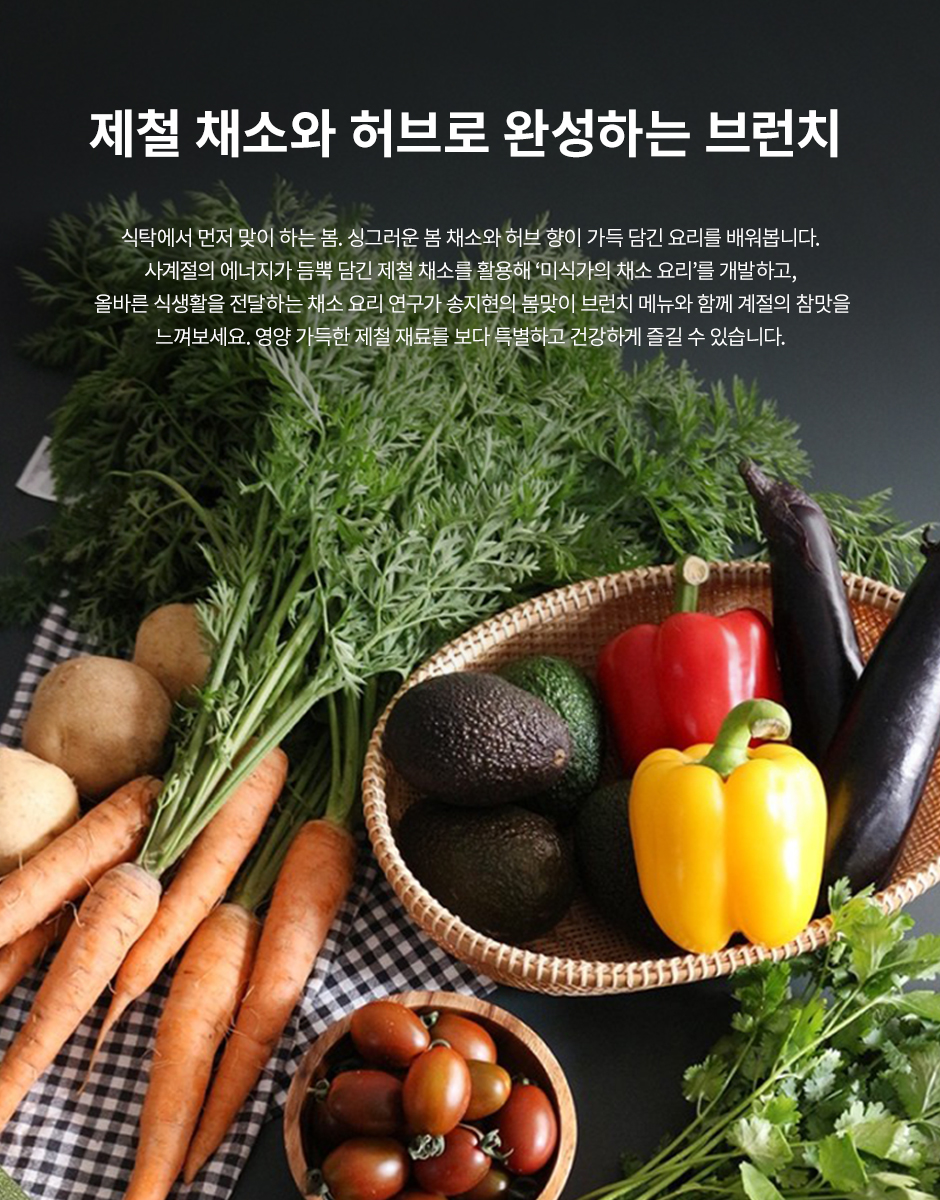 제철 채소와 허브로 완성하는 브런치
식탁에서 먼저 맞이 하는 봄. 싱그러운 봄 채소와 허브 향이 가득 담긴 요리를 배워봅니다.
사계절의 에너지가 듬뿍 담긴 제철 채소를 활용해 ‘미식가의 채소 요리’를 개발하고,
올바른 식생활을 전달하는 채소 요리 연구가 송지현의 봄맞이 브런치 메뉴와 함께 계절의 참맛을
느껴보세요. 영양 가득한 제철 재료를 보다 특별하고 건강하게 즐길 수 있습니다.